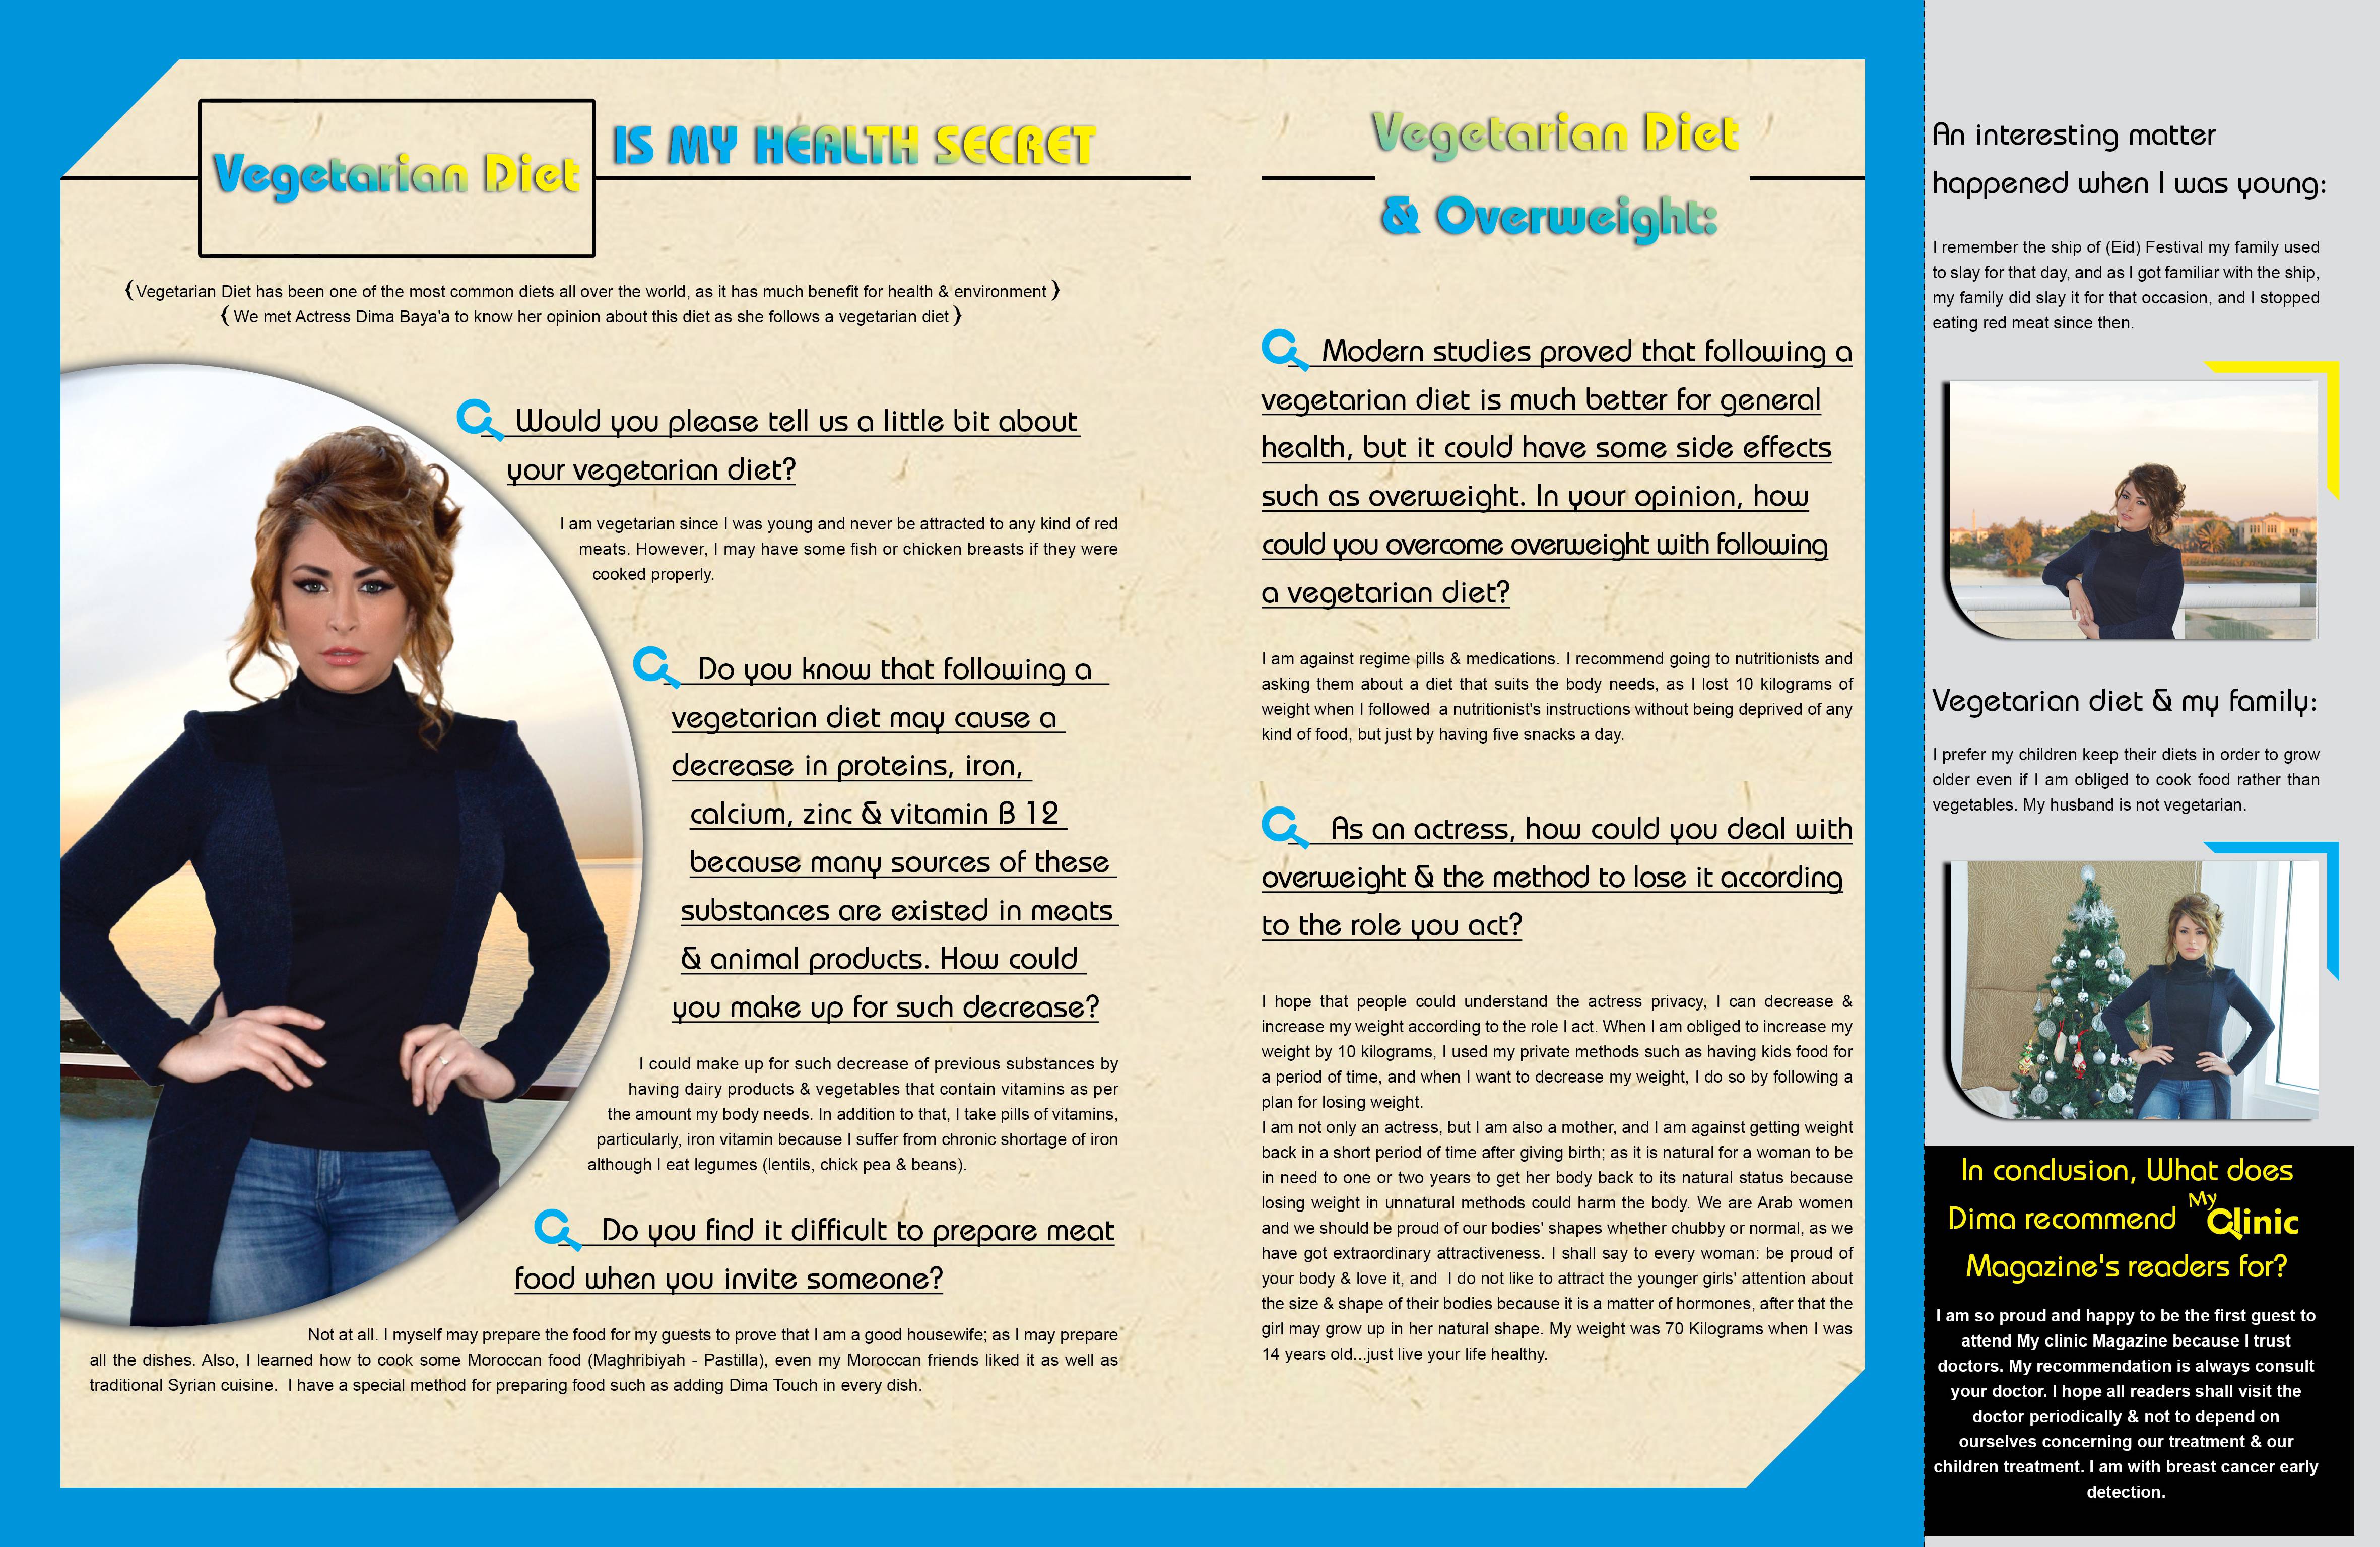 Vegetarian Diet
IS MY HEALTH SECRET
{Vegetarian Diet has been one of the most common diets all over the world, as it has much benefit for health & environment}
{We met Actress Dima Baya'a to know her opinion about this diet as she follows a vegetarian diet}
Would you please tell us a little bit about
your vegetarian diet?
I am vegetarian since I was young and never be attracted to any kind of red
meats. However, I may have some fish or chicken breasts if they were
cooked properly.
Do you know that following a
vegetarian diet may cause a
decrease in proteins, iron,
calcium, zinc & vitamin B 12
because many sources of these
substances are existed in meats
& animal products. How could
you make up for such decrease?
I could make up for such decrease of previous substances by
having dairy products & vegetables that contain vitamins as per
the amount my body needs. In addition to that, I take pills of vitamins,
particularly, iron vitamin because I suffer from chronic shortage of iron
although I eat legumes (lentils, chick pea & beans).
Do you find it difficult to prepare meat
food when you invite someone?
Not at all. I myself may prepare the food for my guests to prove that I am a good housewife; as I may prepare
all the dishes. Also, I learned how to cook some Moroccan food (Maghribiyah - Pastilla), even my Moroccan friends liked it as well as
traditional Syrian cuisine. I have a special method for preparing food such as adding Dima Touch in every dish.
Vegetarian Diet
& Overweight:
Modern studies proved that following a
vegetarian diet is much better for general
health, but it could have some side effects
such as overweight. In your opinion, how
could you overcome overweight with following
a vegetarian diet?
I am against regime pills & medications. I recommend going to nutritionists and
asking them about a diet that suits the body needs, as I lost 10 kilograms of
weight when I followed a nutritionist's instructions without being deprived of any
kind of food, but just by having five snacks a day.
As an actress, how could you deal with
overweight & the method to lose it according
to the role you act?
I hope that people could understand the actress privacy, I can decrease &
increase my weight according to the role I act. When I am obliged to increase my
weight by 10 kilograms, I used my private methods such as having kids food for
a period of time, and when I want to decrease my weight, I do so by following a
plan for losing weight.
I am not only an actress, but I am also a mother, and I am against getting weight
back in a short period of time after giving birth; as it is natural for a woman to be
in need to one or two years to get her body back to its natural status because
losing weight in unnatural methods could harm the body. We are Arab women
and we should be proud of our bodies' shapes whether chubby or normal, as we
have got extraordinary attractiveness. I shall say to every woman: be proud of
your body & love it, and I do not like to attract the younger girls' attention about
the size & shape of their bodies because it is a matter of hormones, after that the
girl may grow up in her natural shape. My weight was 70 Kilograms when I was
14 years old...just live your life healthy.
An interesting matter
happened when I was young:
I remember the ship of (Eid) Festival my family used
to slay for that day, and as I got familiar with the ship,
my family did slay it for that occasion, and I stopped
eating red meat since then.
Vegetarian diet & my family:
I prefer my children keep their diets in order to grow
older even if I am obliged to cook food rather than
vegetables. My husband is not vegetarian.
In conclusion, What does
Dima recommend My Clinic
Magazine's readers for?
I am so proud and happy to be the first guest to
attend My clinic Magazine because I trust
doctors. My recommendation is always consult
your doctor. I hope all readers shall visit the
doctor periodically & not to depend on
ourselves concerning our treatment & our
children treatment. I am with breast cancer early
detection.